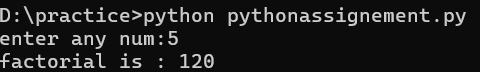 D:\practice>python pythonassignement.py
enter any num:5
factorial is : 120